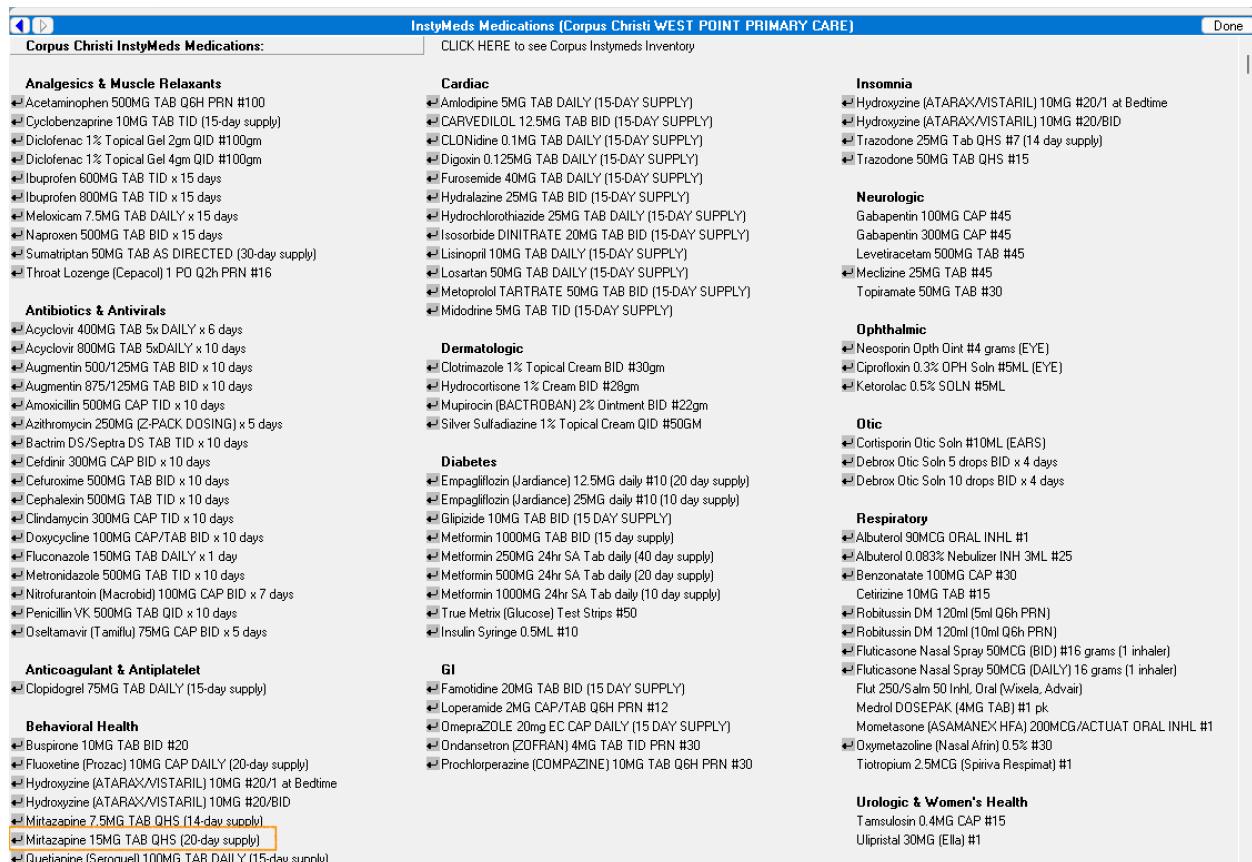 InstyMeds Medications (Corpus Christi WEST POINT PRIMARY CARE)
Done
Corpus Christi InstyMeds Medications:
CLICK HERE to see Corpus Instymeds Inventory
Analgesics & Muscle Relaxants
Acetaminophen 500MG TAB Q6H PRN #100
Cyclobenzaprine 10MG TAB TID (15-day supply)
Diclofenac 1% Topical Gel 2gm QID #100gm
Diclofenac 1% Topical Gel 4gm QID #100gm
Ibuprofen 600MG TAB TID x 15 days
Ibuprofen 800MG TAB TID x 15 days
Meloxicam 7.5MG TAB DAILY x 15 days
Naproxen 500MG TAB BID x 15 days
Sumatriptan 50MG TAB AS DIRECTED (30-day supply)
Throat Lozenge (Cepacol) 1 PO Q2h PRN #16
Antibiotics & Antivirals
Acyclovir 400MG TAB 5x DAILY x 6 days
Acyclovir 800MG TAB 5xDAILY x 10 days
Augmentin 500/125MG TAB BID x 10 days
Augmentin 875/125MG TAB BID x 10 days
Amoxicillin 500MG CAP TID x 10 days
Azithromycin 250MG (Z-PACK DOSING) x 5 days
Bactrim DS/Septra DS TAB TID x 10 days
Cefdinir 300MG CAP BID x 10 days
Cefuroxime 500MG TAB BID x 10 days
Cephalexin 500MG TAB TID x 10 days
Clindamycin 300MG CAP TID x 10 days
Doxycycline 100MG CAP/TAB BID x 10 days
Fluconazole 150MG TAB DAILY x 1 day
Metronidazole 500MG TAB TID x 10 days
Nitrofurantoin (Macrobid) 100MG CAP BID x 7 days
Penicillin VK 500MG TAB QID x 10 days
Oseltamavir (Tamiflu) 75MG CAP BID x 5 days
Anticoagulant & Antiplatelet
Clopidogrel 75MG TAB DAILY (15-day supply)
Behavioral Health
Buspirone 10MG TAB BID #20
Fluoxetine (Prozac) 10MG CAP DAILY (20-day supply)
Hydroxyzine (ATARAX/VISTARIL) 10MG #20/1 at Bedtime
Hydroxyzine (ATARAX/VISTARIL) 10MG #20/BID
Mirtazapine 7.5MG TAB QHS (14-day supply)
Mirtazapine 15MG TAB QHS (20-day supply)
Quetiapine (Seroquel) 100MG TAB DAILY (15-day supply)
Cardiac
Amlodipine 5MG TAB DAILY (15-DAY SUPPLY)
CARVEDILOL 12.5MG TAB BID (15-DAY SUPPLY)
CLONidine 0.1MG TAB DAILY (15-DAY SUPPLY)
Digoxin 0.125MG TAB DAILY (15-DAY SUPPLY)
Furosemide 40MG TAB DAILY (15-DAY SUPPLY)
Hydralazine 25MG TAB BID (15-DAY SUPPLY)
Hydrochlorothiazide 25MG TAB DAILY (15-DAY SUPPLY)
Isosorbide DINITRATE 20MG TAB BID (15-DAY SUPPLY)
Lisinopril 10MG TAB DAILY (15-DAY SUPPLY)
Losartan 50MG TAB DAILY (15-DAY SUPPLY)
Metoprolol TARTRATE 50MG TAB BID (15-DAY SUPPLY)
Midodrine 5MG TAB TID (15-DAY SUPPLY)
Dermatologic
Clotrimazole 1% Topical Cream BID #30gm
Hydrocortisone 1% Cream BID #28gm
Mupirocin (BACTROBAN) 2% Ointment BID #22gm
Silver Sulfadiazine 1% Topical Cream QID #50GM
Diabetes
Empagliflozin (Jardiance) 12.5MG daily #10 (20 day supply)
Empagliflozin (Jardiance) 25MG daily #10 (10 day supply)
Glipizide 10MG TAB BID (15 DAY SUPPLY)
Metformin 1000MG TAB BID (15 day supply)
Metformin 250MG 24hr SA Tab daily (40 day supply)
Metformin 500MG 24hr SA Tab daily (20 day supply)
Metformin 1000MG 24hr SA Tab daily (10 day supply)
True Metrix (Glucose) Test Strips #50
Insulin Syringe 0.5ML #10
GI
Famotidine 20MG TAB BID (15 DAY SUPPLY)
Loperamide 2MG CAP/TAB Q6H PRN #12
OmepraZOLE 20mg EC CAP DAILY (15 DAY SUPPLY)
Ondansetron (ZOFRAN) 4MG TAB TID PRN #30
Prochlorperazine (COMPAZINE) 10MG TAB Q6H PRN #30
Insomnia
Hydroxyzine (ATARAX/VISTARIL) 10MG #20/1 at Bedtime
Hydroxyzine (ATARAX/VISTARIL) 10MG #20/BID
Trazodone 25MG Tab QHS #7 (14 day supply)
Trazodone 50MG TAB QHS #15
Neurologic
Gabapentin 100MG CAP #45
Gabapentin 300MG CAP #45
Levetiracetam 500MG TAB #45
Meclizine 25MG TAB #45
Topiramate 50MG TAB #30
Ophthalmic
Neosporin Opth Oint #4 grams (EYE)
Ciprofloxin 0.3% OPH Soln #5ML (EYE)
Ketorolac 0.5% SOLN #5ML
Otic
Cortisporin Otic Soln #10ML (EARS)
Debrox Otic Soln 5 drops BID x 4 days
Debrox Otic Soln 10 drops BID x 4 days
Respiratory
Albuterol 90MCG ORAL INHL #1
Albuterol 0.083% Nebulizer INH 3ML #25
Benzonatate 100MG CAP #30
Cetirizine 10MG TAB #15
Robitussin DM 120ml (5ml Q6h PRN)
Robitussin DM 120ml (10ml Q6h PRN)
Fluticasone Nasal Spray 50MCG (BID) #16 grams (1 inhaler)
Fluticasone Nasal Spray 50MCG (DAILY) 16 grams (1 inhaler)
Flut 250/Salm 50 Inhl, Oral (Wixela, Advair)
Medrol DOSEPAK (4MG TAB) #1 pk
Mometasone (ASAMANEX HFA) 200MCG/ACTUAT ORAL INHL #1
Oxymetazoline (Nasal Afrin) 0.5% #30
Tiotropium 2.5MCG (Spiriva Respimat) #1
Urologic & Women's Health
Tamsulosin 0.4MG CAP #15
Ulipristal 30MG (Ella) #1